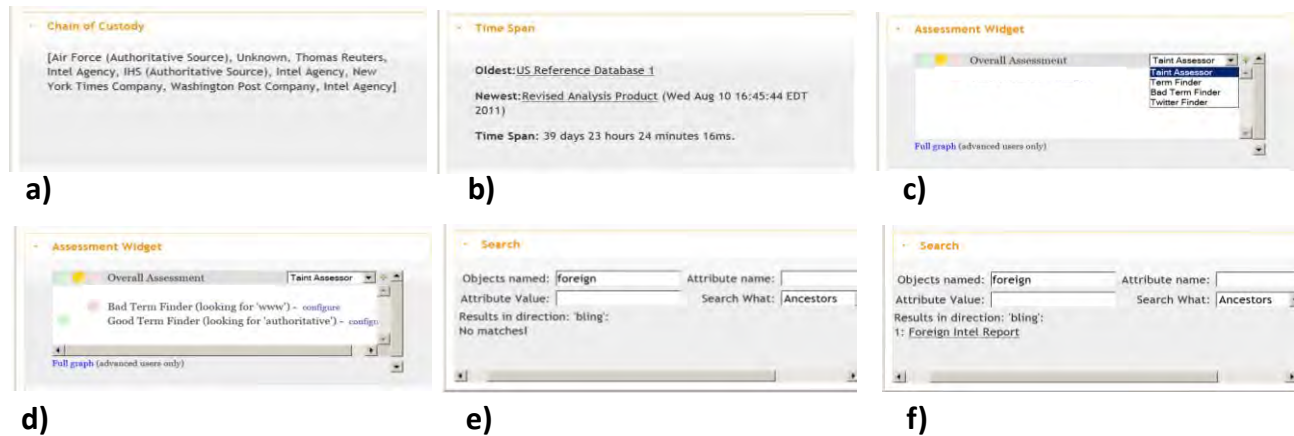 Chain of Custody
[Air Force (Authoritative Source), Unknown, Thomas Reuters,
Intel Agency, IHS (Authoritative Source), Intel Agency, New
York Times Company, Washington Post Company, Intel Agency]
a)
Time Span
Oldest:US Reference Database 1
Newest:Revised Analysis Product (Wed Aug 10 16:45:44 EDT
2011)
Time Span: 39 days 23 hours 24 minutes 16ms.
b)
Assessment Widget
Overall Assessment Taint Assessor
Taint Assessor
Term Finder
Bad Term Finder
Twitter Finder
Full graph (advanced users only)
c)
Assessment Widget
Overall Assessment Taint Assessor
Bad Term Finder (looking for 'www') - configure
Good Term Finder (looking for 'authoritative') - configu
Full graph (advanced users only)
d)
Search
Objects named: foreign Attribute name:
Attribute Value: Search What: Ancestors
Results in direction: 'bling':
No matches!
e)
Search
Objects named: foreign Attribute name:
Attribute Value: Search What: Ancestors
Results in direction: 'bling':
1: Foreign Intel Report
f)